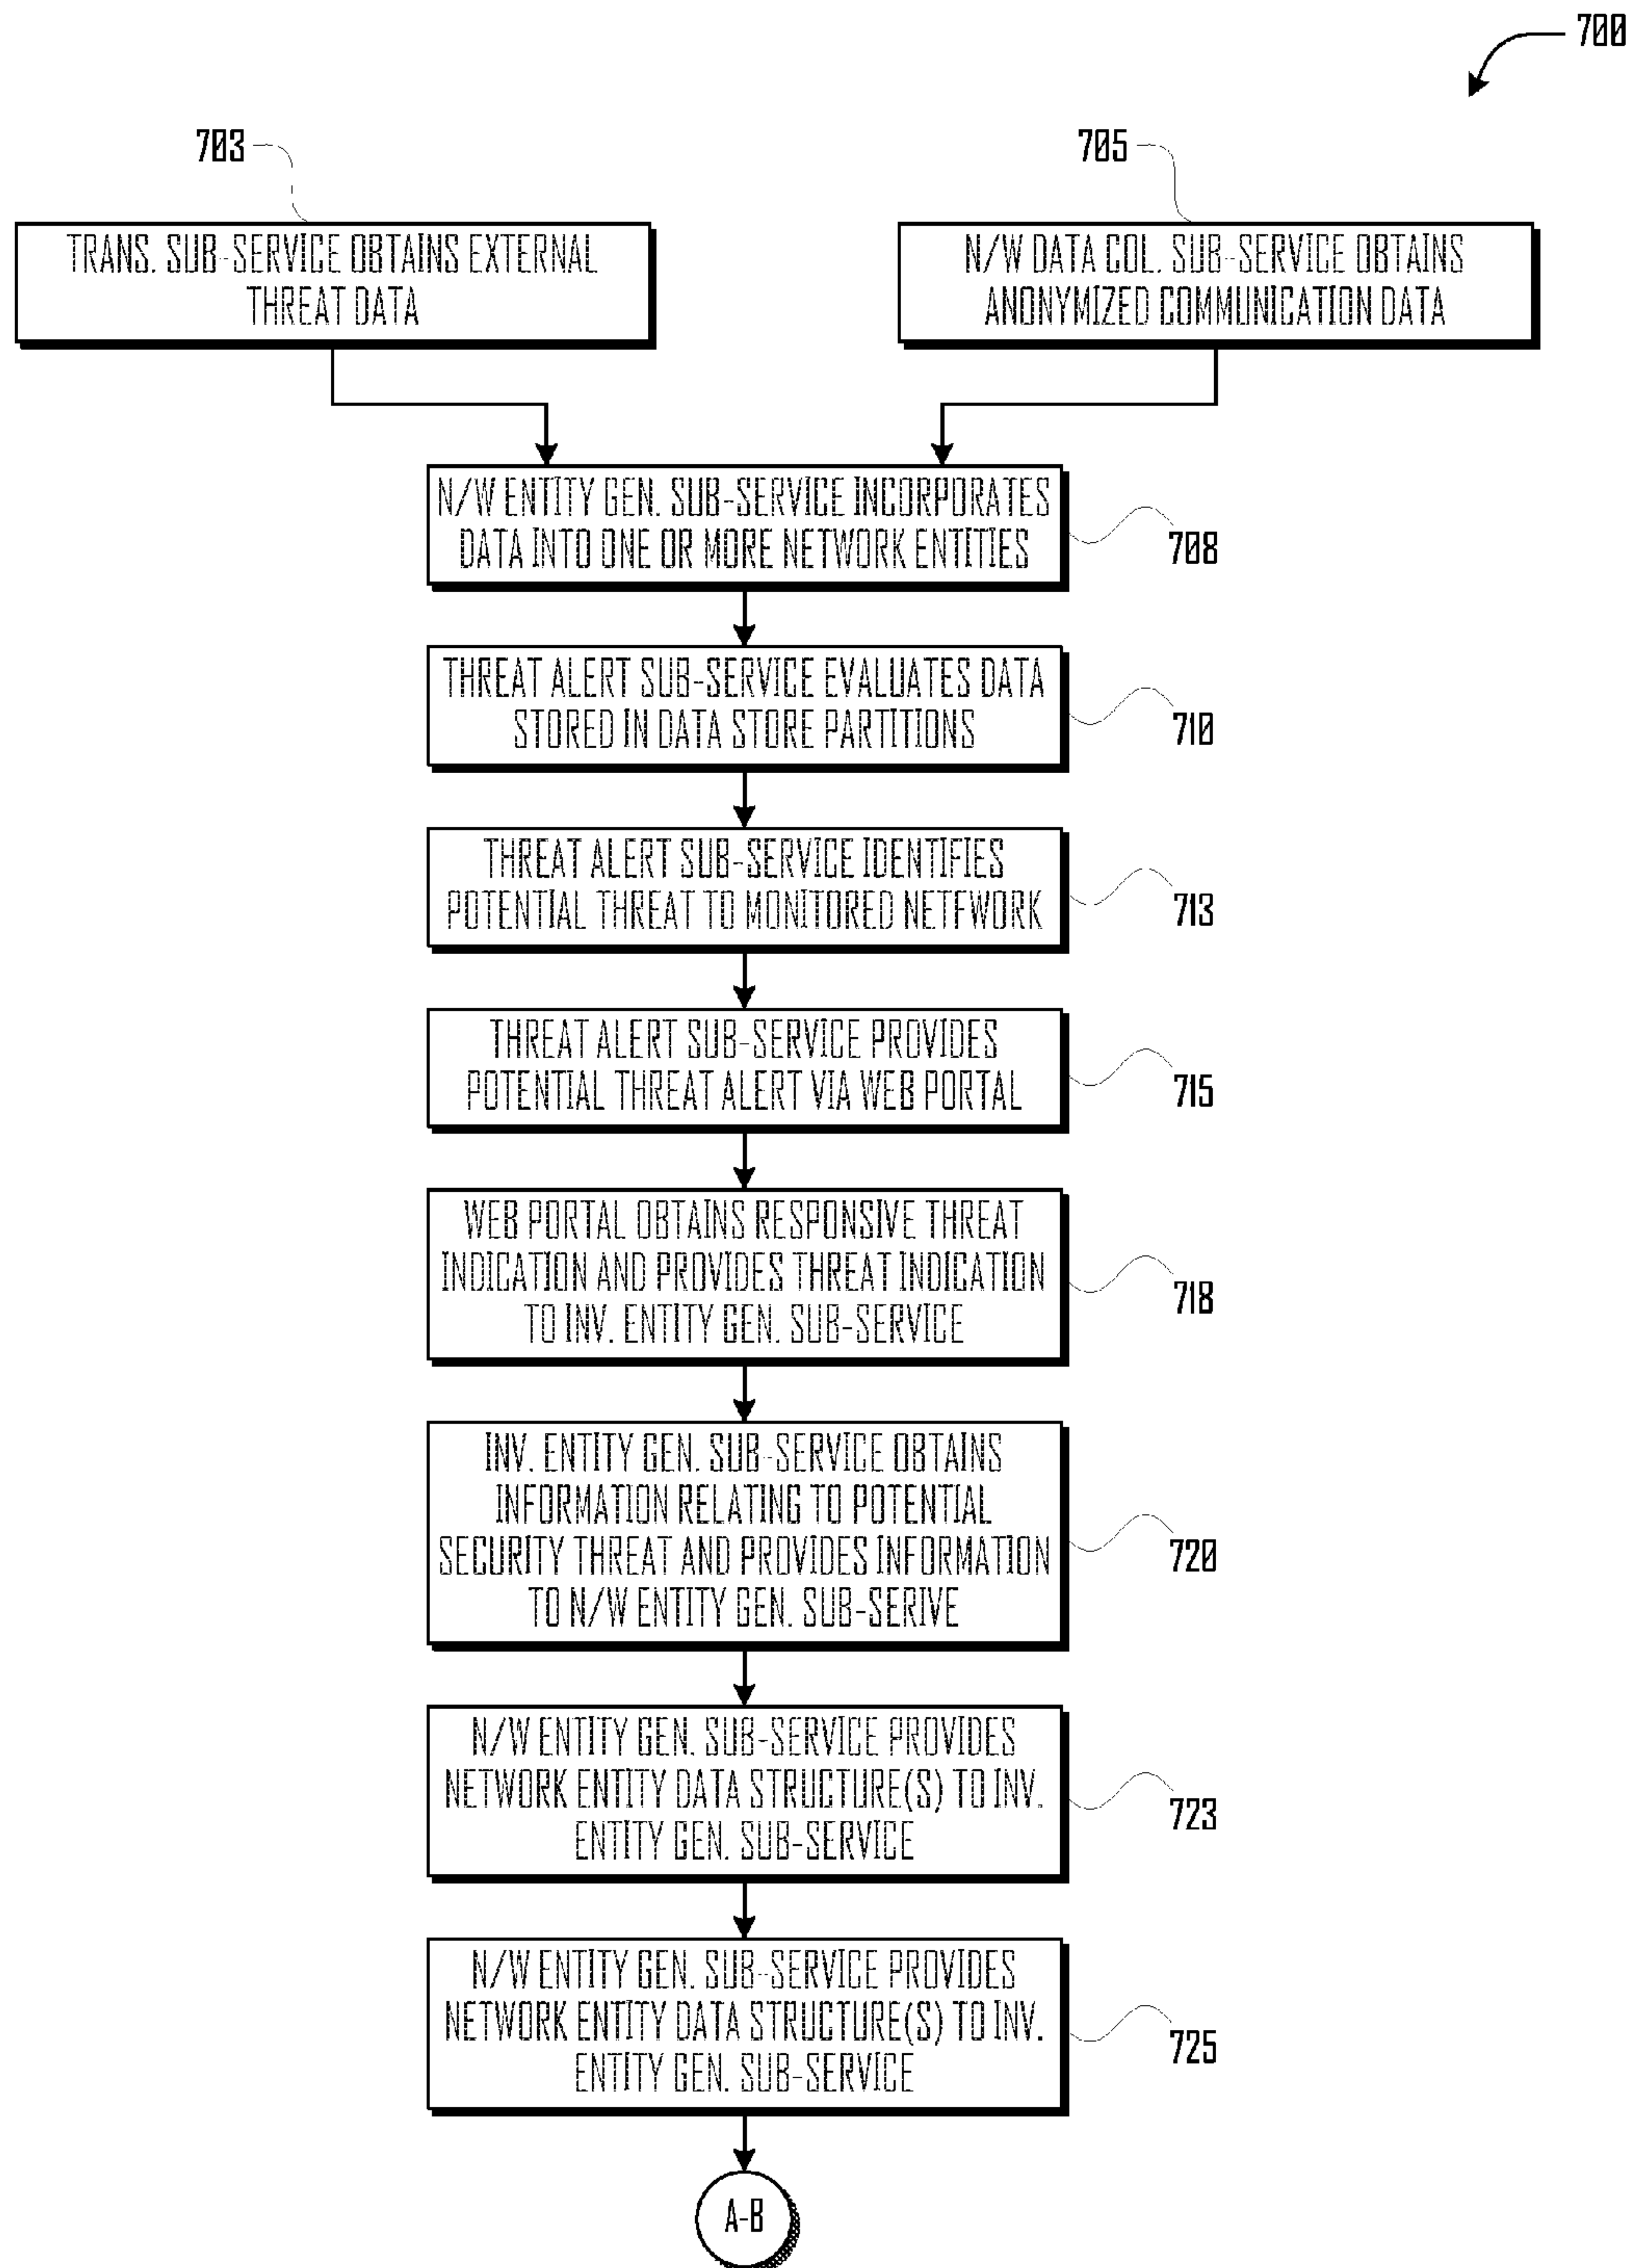 700
703
705
TRANS. SUB-SERVICE OBTAINS EXTERNAL
THREAT DATA
N/W DATA COL. SUB-SERVICE OBTAINS
ANONYMIZED COMMUNICATION DATA
N/W ENTITY GEN. SUB-SERVICE INCORPORATES
DATA INTO ONE OR MORE NETWORK ENTITIES
708
THREAT ALERT SUB-SERVICE EVALUATES DATA
STORED IN DATA STORE PARTITIONS
710
THREAT ALERT SUB-SERVICE IDENTIFIES
POTENTIAL THREAT TO MONITORED NETFWORK
713
THREAT ALERT SUB-SERVICE PROVIDES
POTENTIAL THREAT ALERT VIA WEB PORTAL
715
WEB PORTAL OBTAINS RESPONSIVE THREAT
INDICATION AND PROVIDES THREAT INDICATION
TO INV. ENTITY GEN. SUB-SERVICE
718
INV. ENTITY GEN. SUB-SERVICE OBTAINS
INFORMATION RELATING TO POTENTIAL
SECURITY THREAT AND PROVIDES INFORMATION
TO N/W ENTITY GEN. SUB-SERIVE
720
N/W ENTITY GEN. SUB-SERVICE PROVIDES
NETWORK ENTITY DATA STRUCTURE(S) TO INV.
ENTITY GEN. SUB-SERVICE
723
N/W ENTITY GEN. SUB-SERVICE PROVIDES
NETWORK ENTITY DATA STRUCTURE(S) TO INV.
ENTITY GEN. SUB-SERVICE
725
A-B